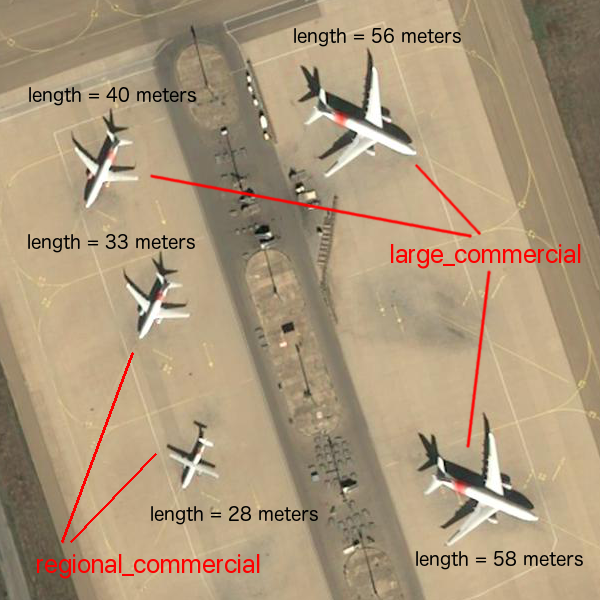 length = 56 meters
length = 40 meters
length = 33 meters
large_commercial
length = 28 meters
length = 58 meters
regional_commercial